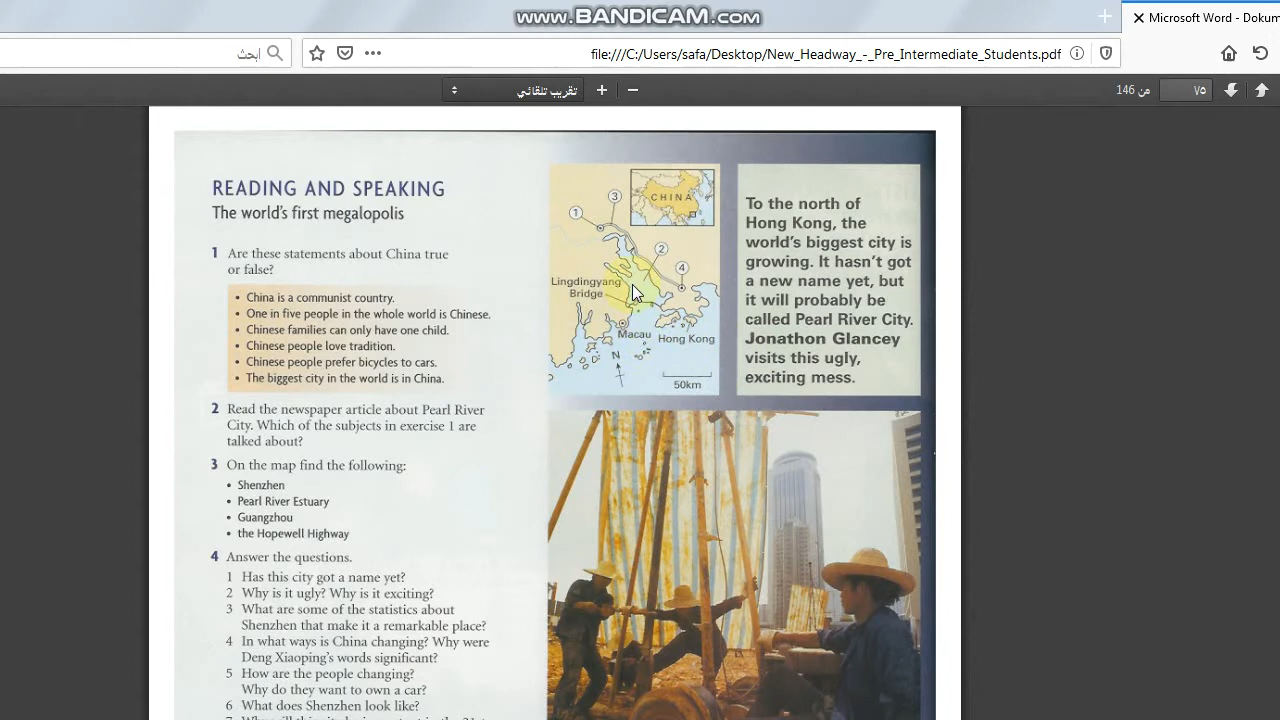 www.BANDICAM.com
Microsoft Word - Dokum
ابحث
file:///C:/Users/safa/Desktop/New_Headway_-_Pre_Intermediate_Students.pdf
تقريب تلقائي
من 146
٧٥
READING AND SPEAKING
The world's first megalopolis
1 Are these statements about China true
or false?
• China is a communist country.
• One in five people in the whole world is Chinese.
• Chinese families can only have one child.
• Chinese people love tradition.
• Chinese people prefer bicycles to cars.
• The biggest city in the world is in China.
2 Read the newspaper article about Pearl River
City. Which of the subjects in exercise 1 are
talked about?
3 On the map find the following:
• Shenzhen
• Pearl River Estuary
• Guangzhou
• the Hopewell Highway
4 Answer the questions.
1 Has this city got a name yet?
2 Why is it ugly? Why is it exciting?
3 What are some of the statistics about
Shenzhen that make it a remarkable place?
4 In what ways is China changing? Why were
Deng Xiaoping's words significant?
5 How are the people changing?
Why do they want to own a car?
6 What does Shenzhen look like?
CHINA
3
1
2
4
Lingdingyang
Bridge
Macau
Hong Kong
N
50km
To the north of
Hong Kong, the
world's biggest city is
growing. It hasn't got
a new name yet, but
it will probably be
called Pearl River City.
Jonathon Glancey
visits this ugly,
exciting mess.